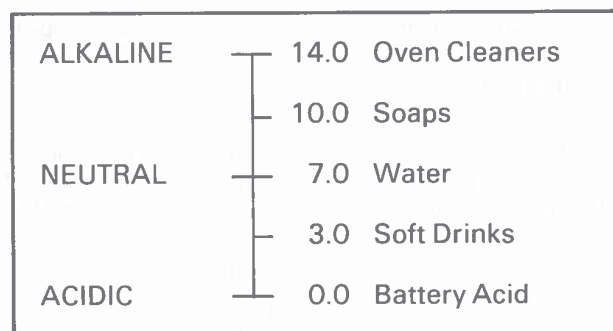 ALKALINE 14.0 Oven Cleaners
10.0 Soaps
NEUTRAL 7.0 Water
3.0 Soft Drinks
ACIDIC 0.0 Battery Acid